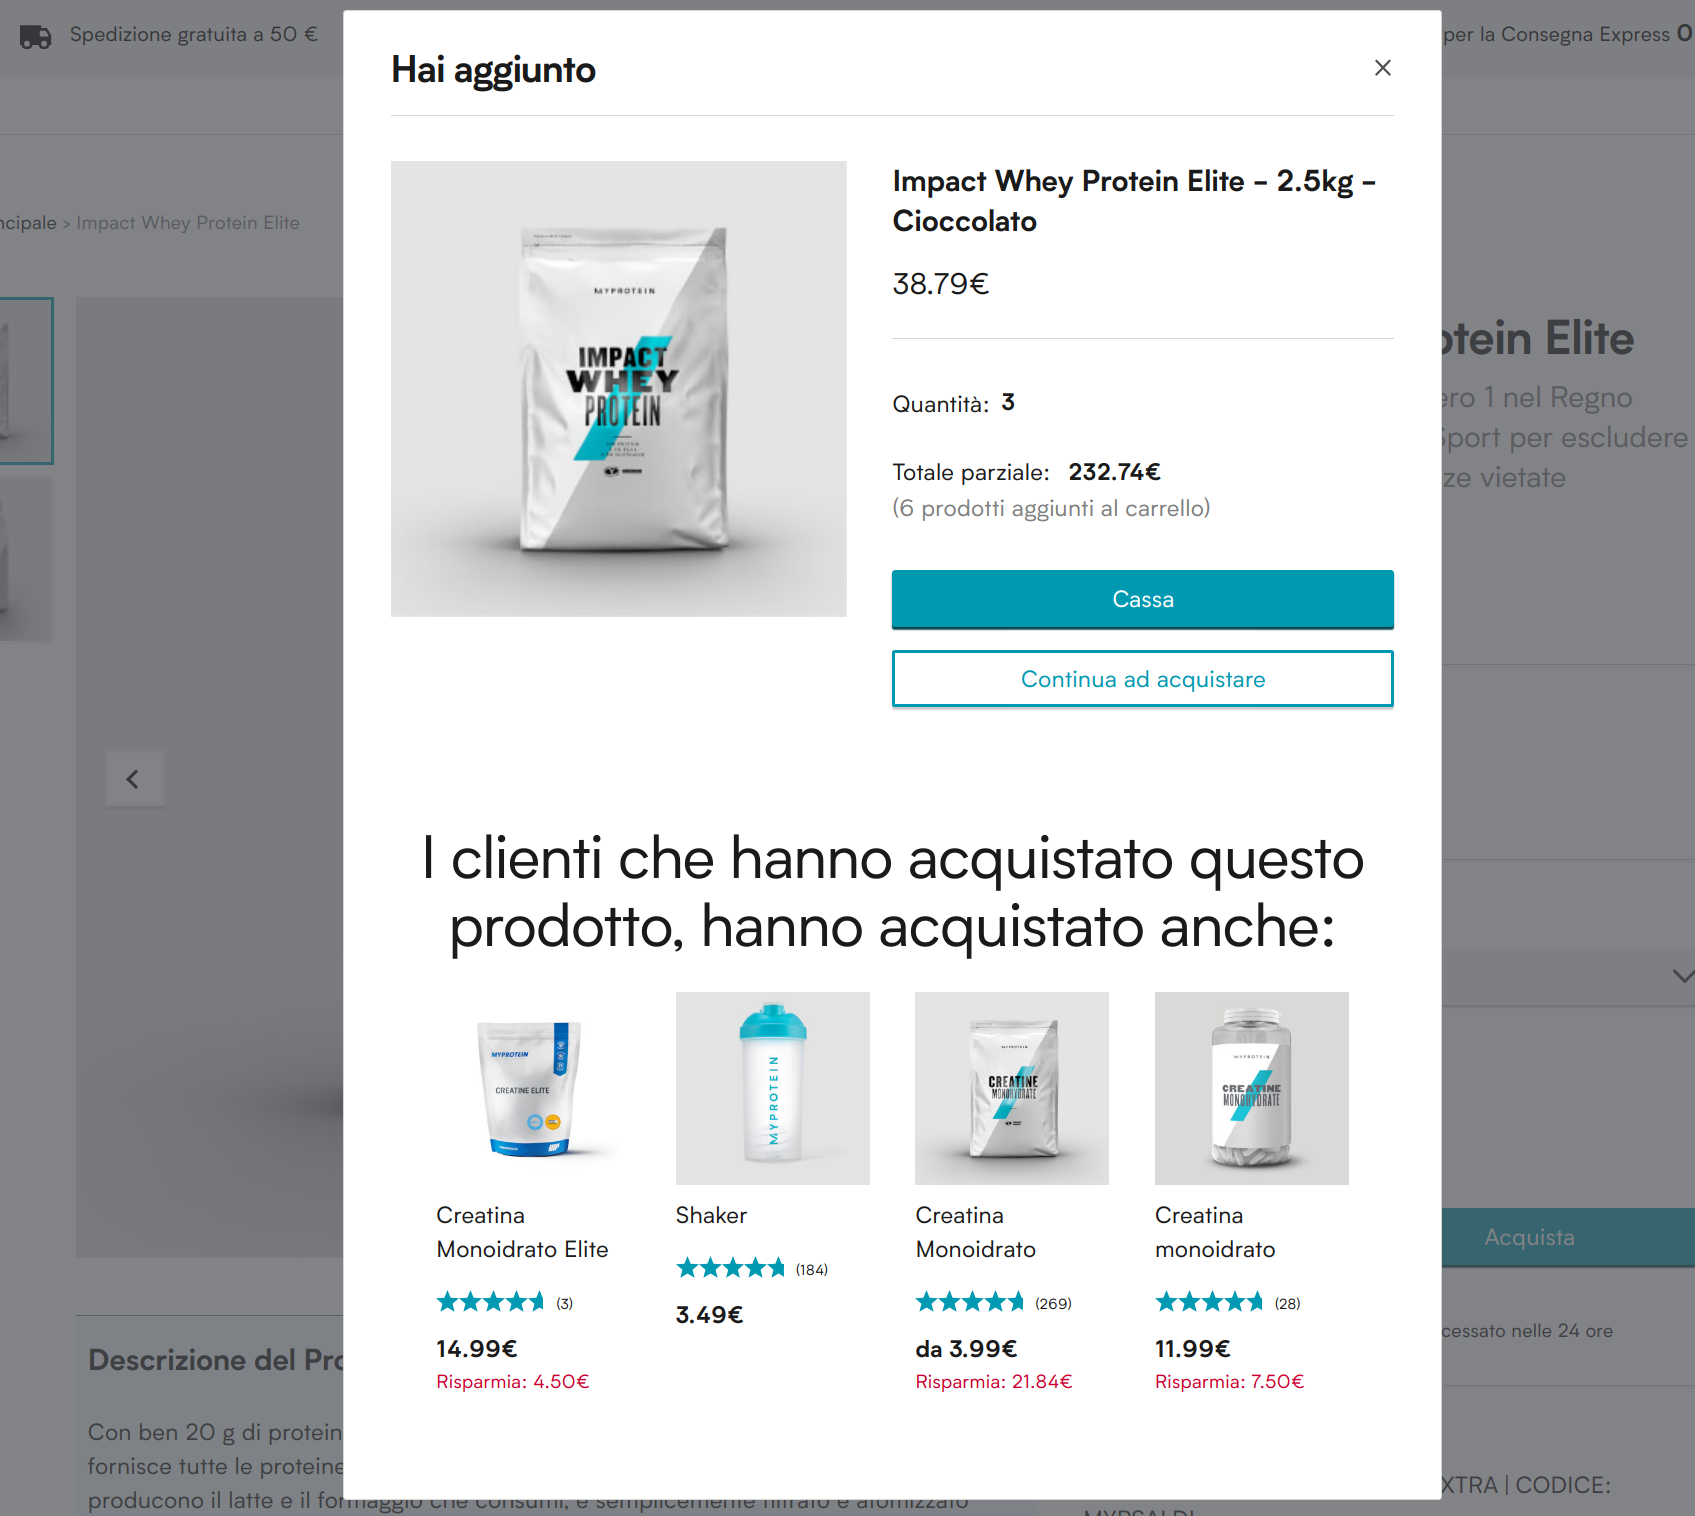 Spedizione gratuita a 50 €
per la Consegna Express 0
Hai aggiunto
ncipale > Impact Whey Protein Elite
MYPROTEIN
IMPACT
WHEY
PROTEIN
Impact Whey Protein Elite - 2.5kg -
Cioccolato
38.79€
Quantità: 3
Totale parziale: 232.74€
(6 prodotti aggiunti al carrello)
Cassa
Continua ad acquistare
otein Elite
ero 1 nel Regno
Sport per escludere
ze vietate
I clienti che hanno acquistato questo
prodotto, hanno acquistato anche:
MYPROTEIN
CREATINE ELITE
MYPROTEIN
MYPROTEIN
CREATINE
MONOHYDRATE
MYPROTEIN
CREATINE
MONOHYDRATE
Creatina
Monoidrato Elite
(3)
14.99€
Risparmia: 4.50€
Shaker
(184)
3.49€
Creatina
Monoidrato
(269)
da 3.99€
Risparmia: 21.84€
Creatina
monoidrato
(28)
11.99€
Risparmia: 7.50€
Acquista
cessato nelle 24 ore
Descrizione del Pro
Con ben 20 g di protein
fornisce tutte le proteine
producono il latte e il formaggio che consumi, è semplicemente filtrato e atomizzato
XTRA | CODICE:
MYPSALDI